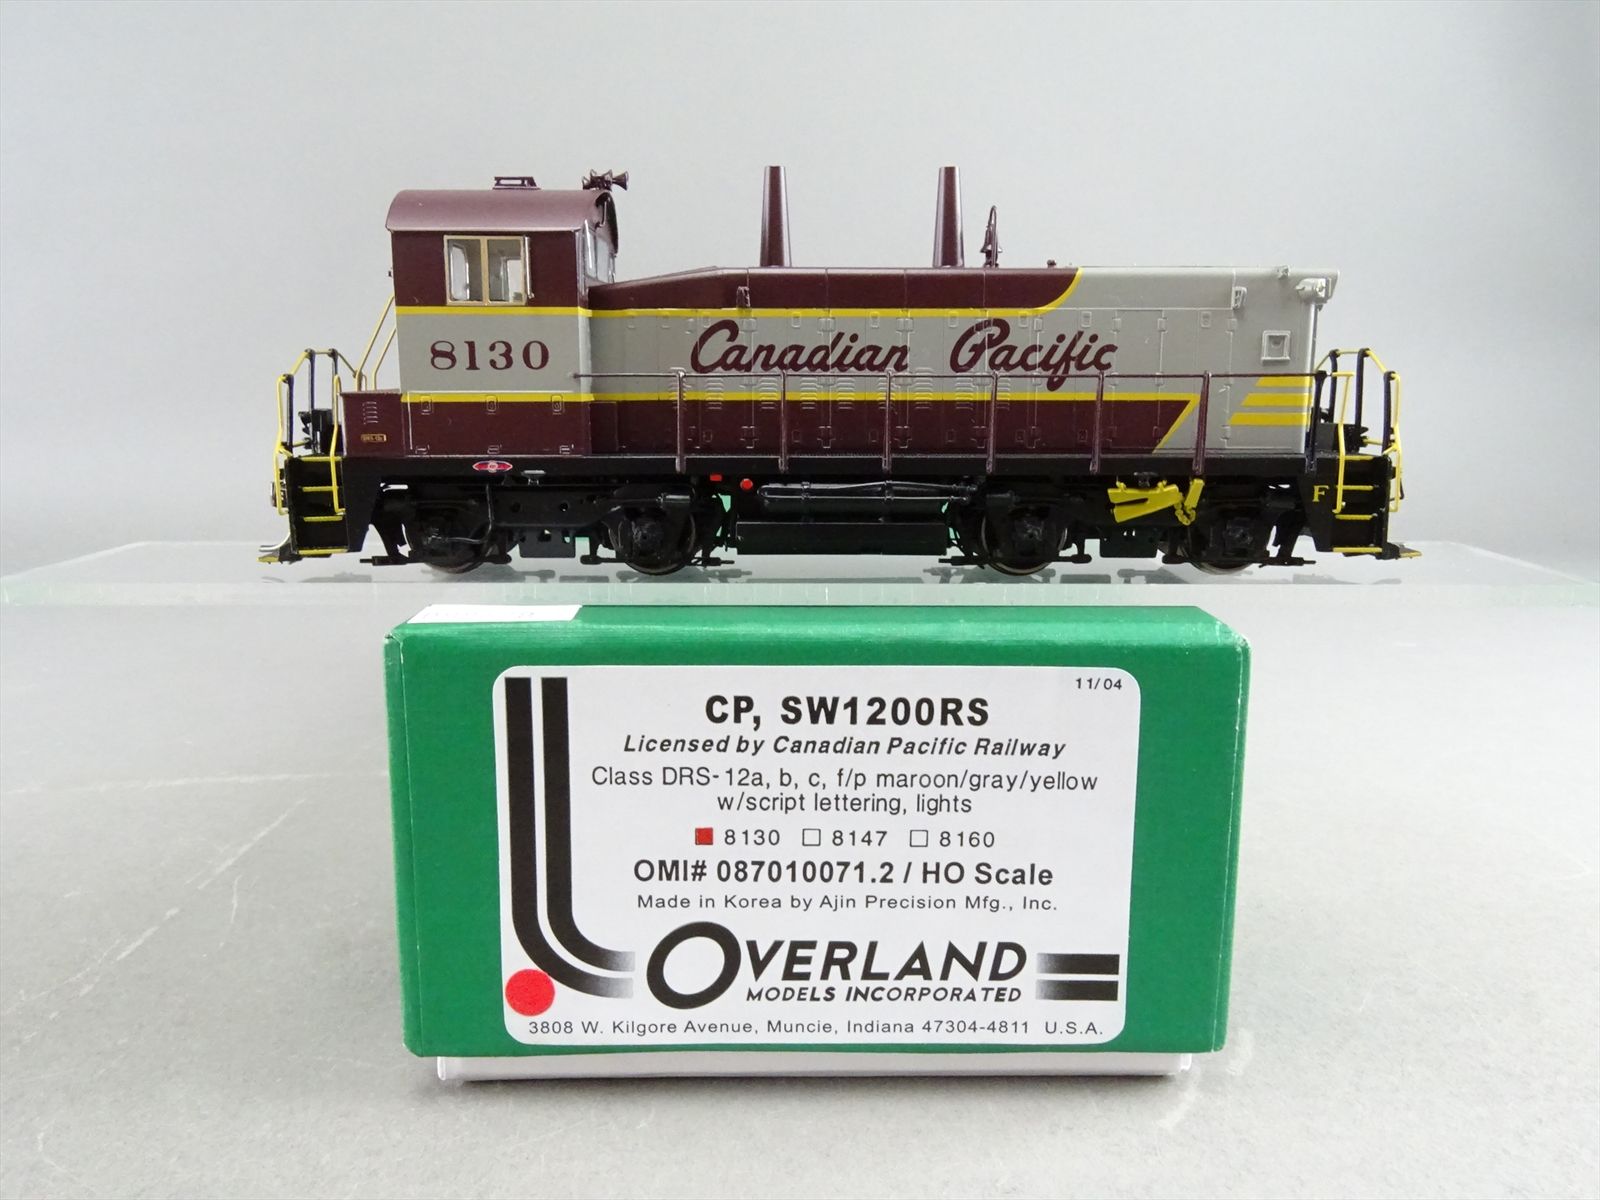 8130
Canadian Pacific
F
11/04
CP, SW1200RS
Licensed by Canadian Pacific Railway
Class DRS-12a, b, c, f/p maroon/gray/yellow
w/script lettering, lights
8130 8147 8160
OMI# 087010071.2 / HO Scale
Made in Korea by Ajin Precision Mfg., Inc.
OVERLAND
MODELS INCORPORATED
3808 W. Kilgore Avenue, Muncie, Indiana 47304-4811 U.S.A.